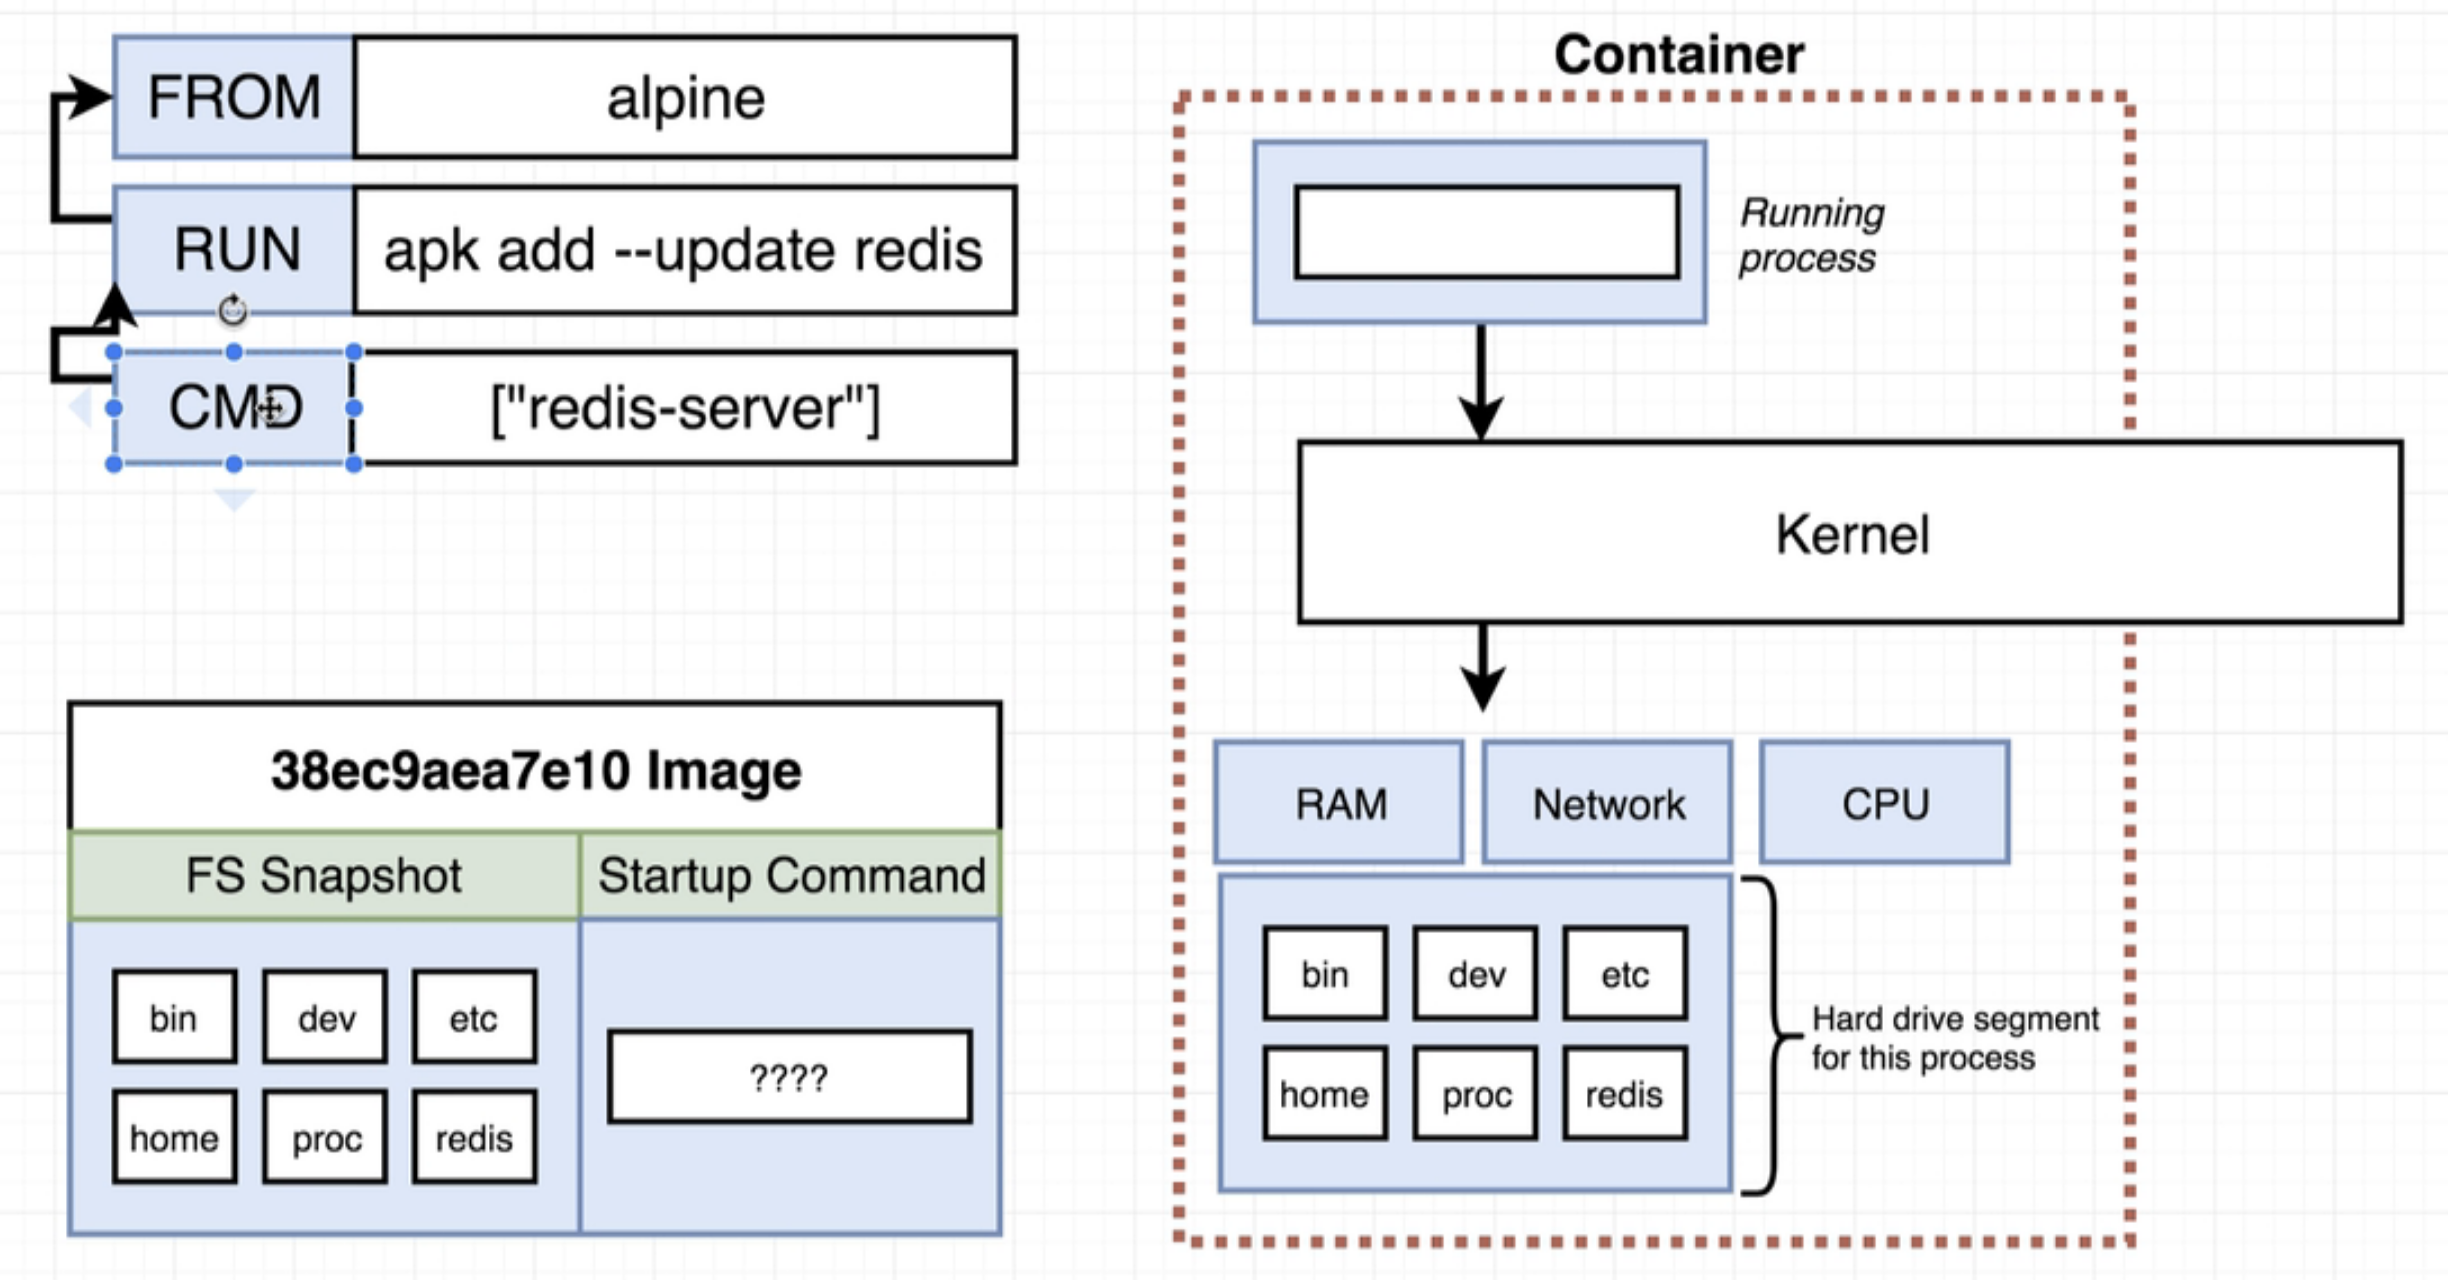 FROM
alpine
RUN
apk add --update redis
CMD
["redis-server"]
38ec9aea7e10 Image
FS Snapshot
Startup Command
bin
dev
etc
home
proc
redis
????
Container
Running
process
Kernel
RAM
Network
CPU
bin
dev
etc
home
proc
redis
Hard drive segment
for this process